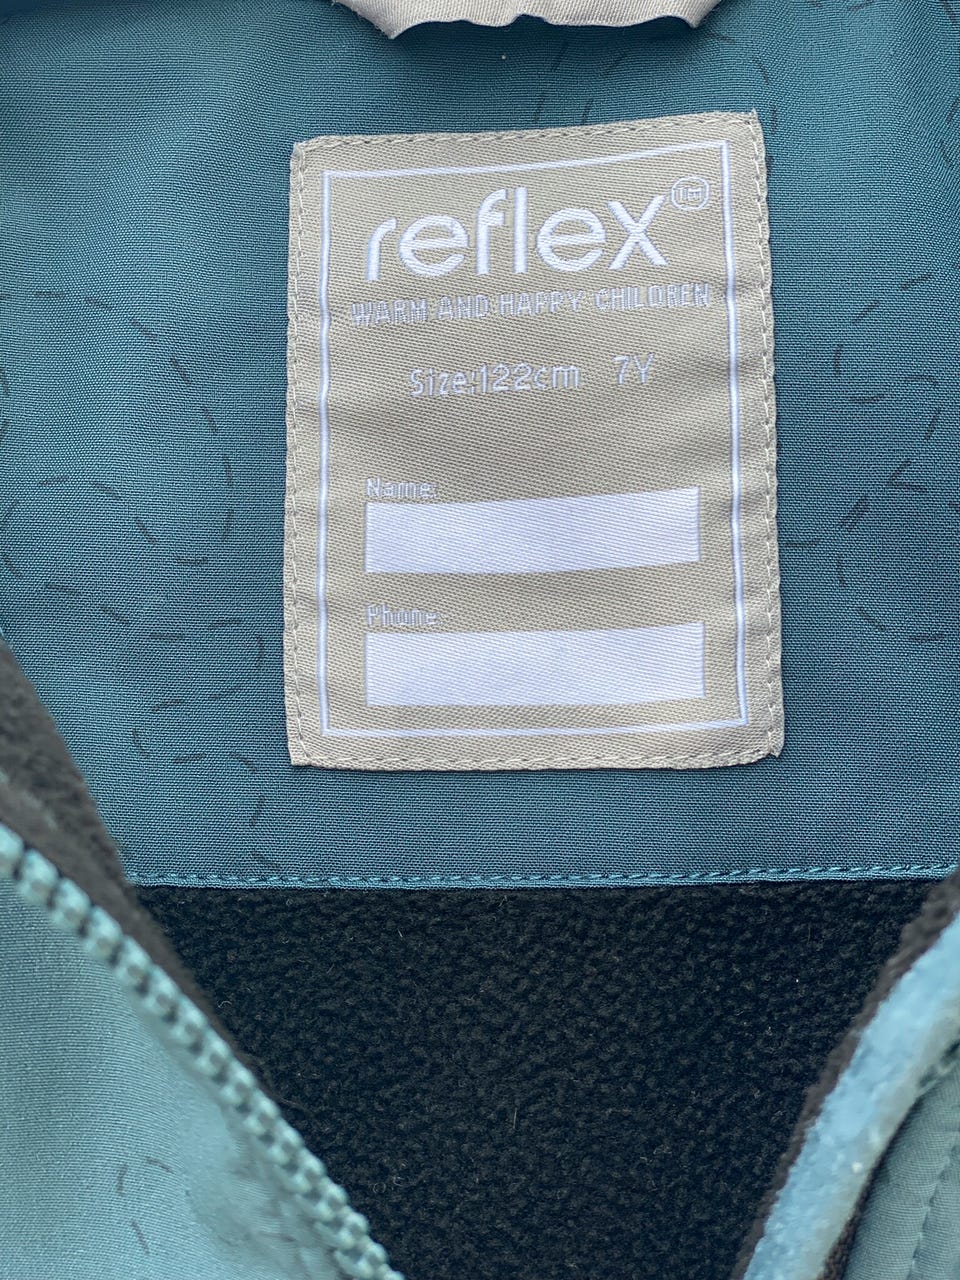 reflex®
WARM AND HAPPY CHILDREN
Size:122cm 7Y
Name:
Phone: